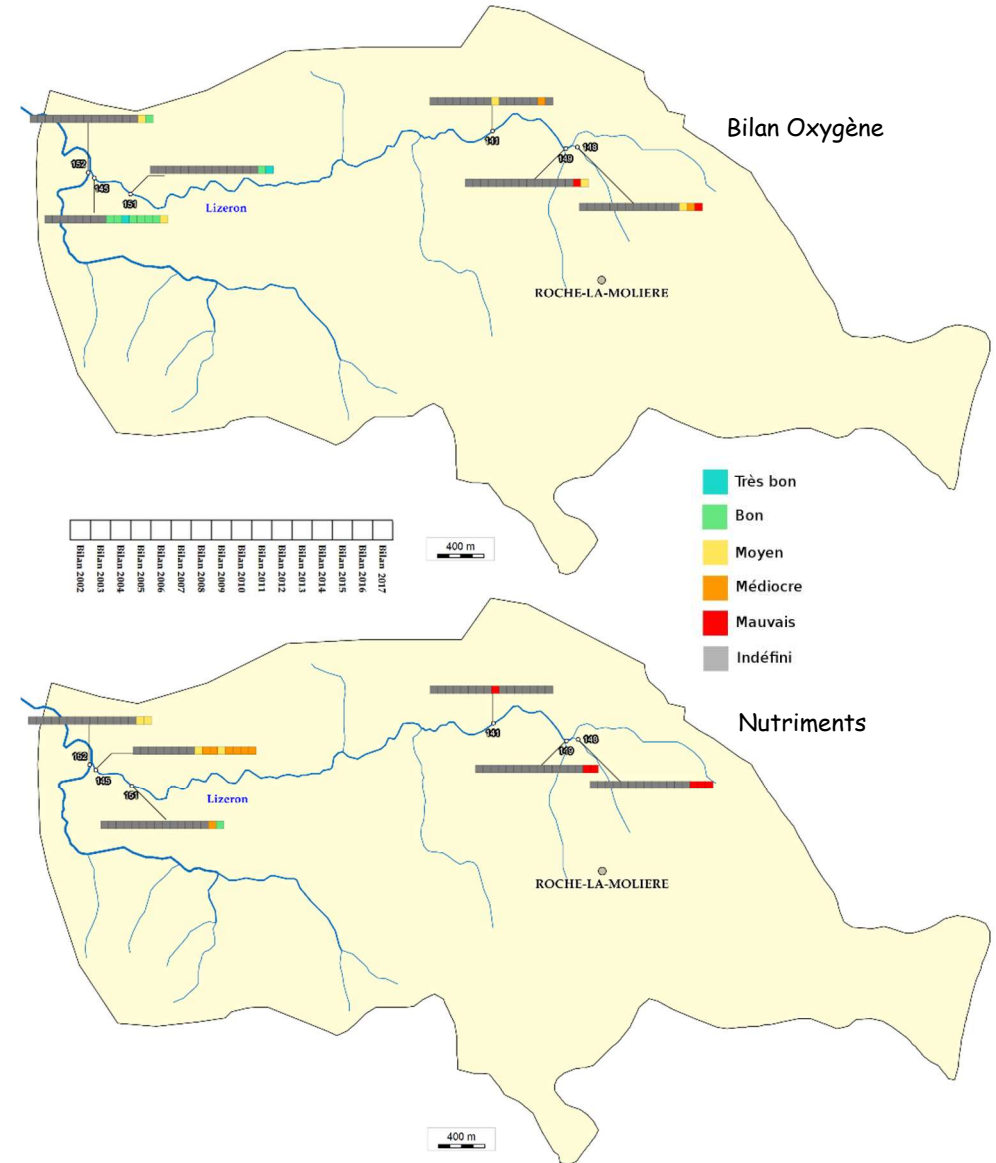 Bilan Oxygène
152
145
151
141
149
148
Lizeron
ROCHE-LA-MOLIERE
Très bon
Bon
Moyen
Médiocre
Mauvais
Indéfini
Bilan 2002
Bilan 2003
Bilan 2004
Bilan 2005
Bilan 2006
Bilan 2007
Bilan 2008
Bilan 2009
Bilan 2010
Bilan 2011
Bilan 2012
Bilan 2013
Bilan 2014
Bilan 2015
Bilan 2016
Bilan 2017
400 m
Nutriments
152
145
151
141
149
148
Lizeron
ROCHE-LA-MOLIERE
400 m